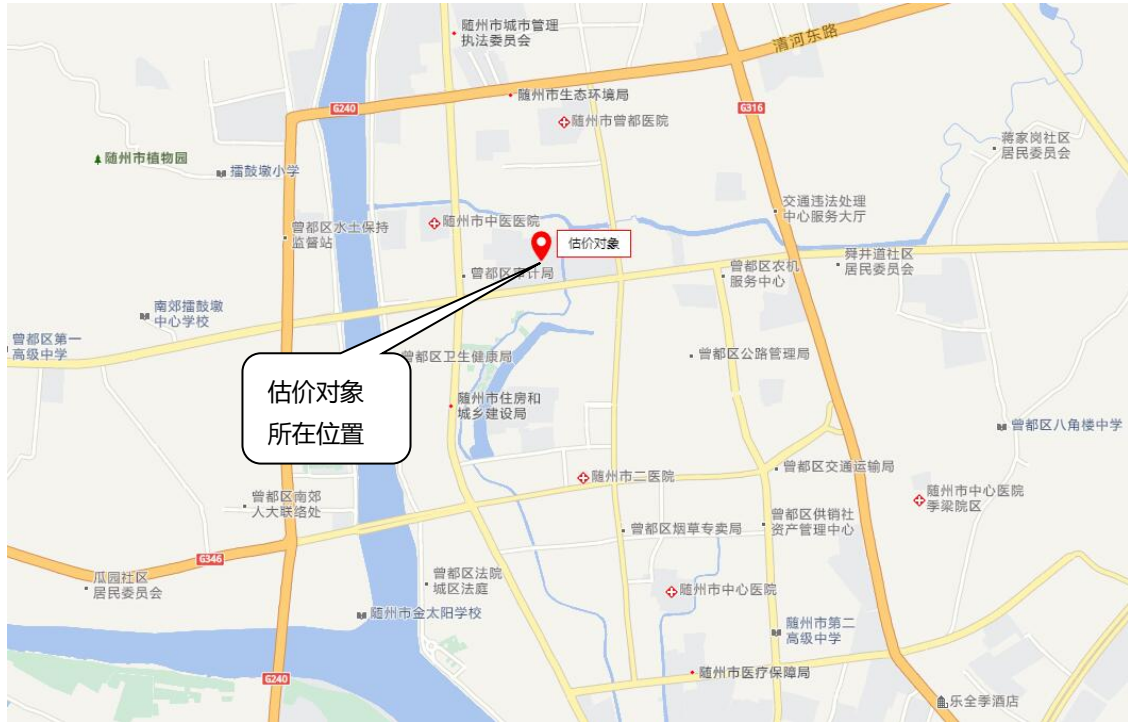 随州市城市管理
执法委员会
清河东路
G240
随州市生态环境局
G316
随州市曾都医院
蒋家岗社区
居民委员会
随州市植物园
擂鼓墩小学
交通违法处理
中心服务大厅
曾都区水土保持
监督站
随州市中医医院
估价对象
舜井道社区
居民委员会
曾都区审计局
曾都区农机
服务中心
南郊擂鼓墩
中心学校
曾都区第一
高级中学
曾都区卫生健康局
曾都区公路管理局
估价对象
所在位置
随州市住房和
城乡建设局
曾都区八角楼中学
曾都区交通运输局
随州市二医院
随州市中心医院
季梁院区
曾都区南郊
人大联络处
曾都区烟草专卖局
曾都区供销社
资产管理中心
G346
瓜园社区
居民委员会
曾都区法院
城区法庭
随州市中心医院
随州市金太阳学校
随州市第二
高级中学
随州市医疗保障局
G240
乐全季酒店